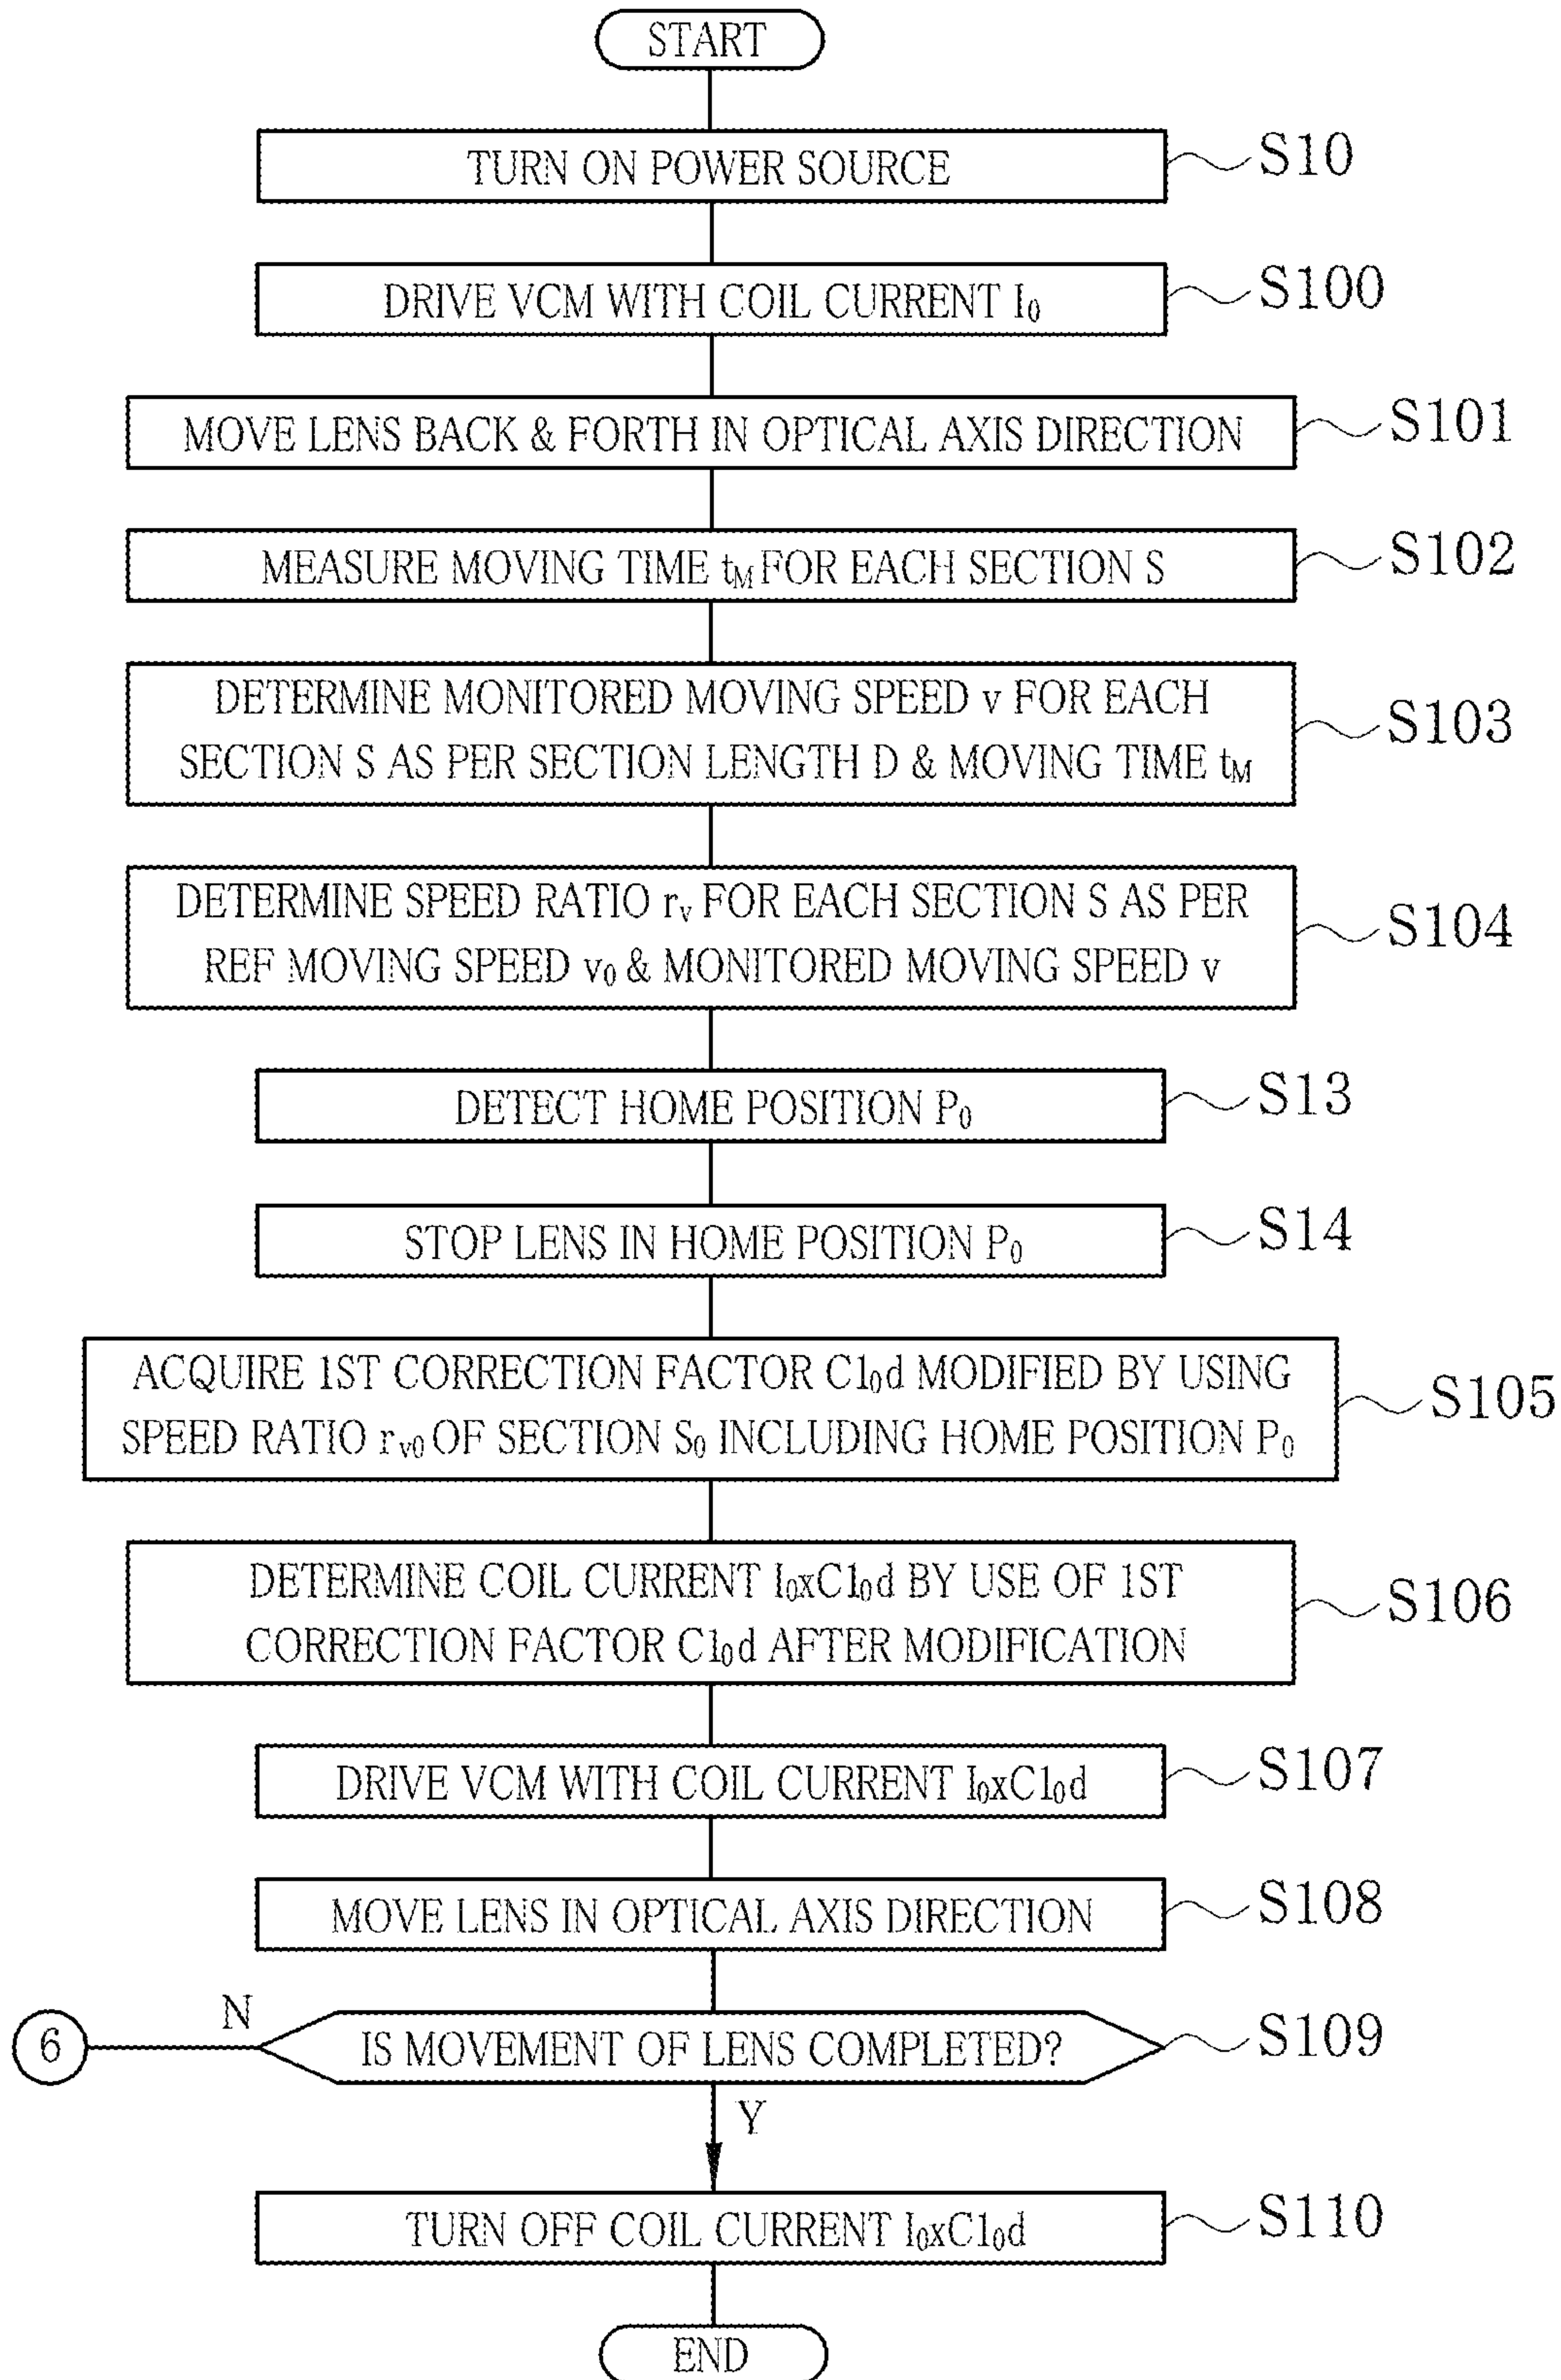 START
TURN ON POWER SOURCE
S10
DRIVE VCM WITH COIL CURRENT I₀
S100
MOVE LENS BACK & FORTH IN OPTICAL AXIS DIRECTION
S101
MEASURE MOVING TIME tM FOR EACH SECTION S
S102
DETERMINE MONITORED MOVING SPEED v FOR EACH
SECTION S AS PER SECTION LENGTH D & MOVING TIME tM
S103
DETERMINE SPEED RATIO rv FOR EACH SECTION S AS PER
REF MOVING SPEED v₀ & MONITORED MOVING SPEED v
S104
DETECT HOME POSITION P₀
S13
STOP LENS IN HOME POSITION P₀
S14
ACQUIRE 1ST CORRECTION FACTOR C1₀d MODIFIED BY USING
SPEED RATIO rv₀ OF SECTION S₀ INCLUDING HOME POSITION P₀
S105
DETERMINE COIL CURRENT I₀xC1₀d BY USE OF 1ST
CORRECTION FACTOR C1₀d AFTER MODIFICATION
S106
DRIVE VCM WITH COIL CURRENT I₀xC1₀d
S107
MOVE LENS IN OPTICAL AXIS DIRECTION
S108
N
6
IS MOVEMENT OF LENS COMPLETED?
S109
Y
TURN OFF COIL CURRENT I₀xC1₀d
S110
END